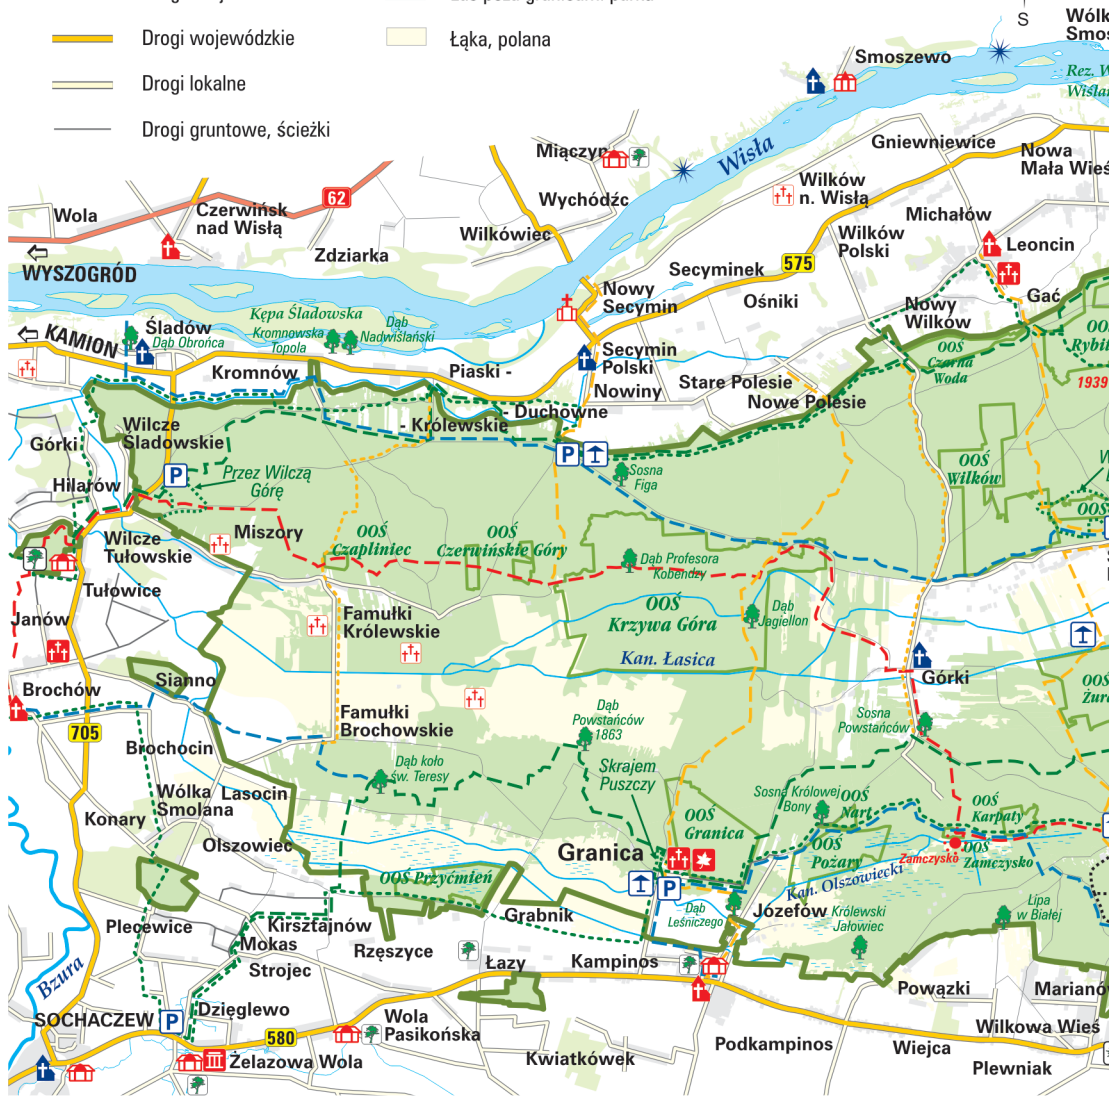 Drogi wojewódzkie
Łąka, polana
Drogi lokalne
Drogi gruntowe, ścieżki
S
Smoszewo
Wisła
Gniewniewice
Nowa
Mała Wieś
Miączyn
Wychódźc
Wilków
n. Wisłą
Michałów
Wola
62
Czerwińsk
nad Wisłą
Wilkówiec
Wilków
Polski
Leoncin
Zdziarka
575
Secyminek
WYSZOGRÓD
Nowy
Secymin
Ośniki
Gać
Nowy
Wilków
Kępa Śladowska
KAMION
Śladów
Dąb Obrońca
Kromnowska
Topola
Dąb
Nadwiślański
Secymin
Polski
OOŚ
Czarna
Woda
Kromnów
Piaski -
Nowiny
Stare Polesie
1939
- Duchowne
Nowe Polesie
- Królewskie
Wilcze
Śladowskie
Górki
P
P
Sosna
Figa
OOŚ
Wilków
Przez Wilczą
Górę
Hilarów
Miszory
OOŚ
Czapliniec
OOŚ
Czerwińskie Góry
OOŚ
Wilcze
Tułowskie
Dąb Profesora
Kobendzy
Tułowice
OOŚ
Krzywa Góra
Dąb
Jagiellon
Janów
Famułki
Królewskie
Kan. Łasica
Górki
Brochów
Sianno
Famułki
Brochowskie
Dąb
Powstańców
1863
Sosna
Powstańców
705
Brochocin
Dąb koło
św. Teresy
Skrajem
Puszczy
Wólka
Smolana
Lasocin
Sosna Królowej
Bony
OOŚ
Nart
OOŚ
Karpaty
Konary
OOŚ
Granica
Olszowiec
Granica
OOŚ
Pożary
Zamczysko
OOŚ
Zamczysko
OOŚ Przyćmień
Kan. Olszowiecki
P
Grabnik
Dąb
Leśniczego
Józefów
Królewski
Jałowiec
Lipa
w Białej
Plecewice
Kirsztajnów
Mokas
Rzęszyce
Strojec
Łazy
Kampinos
Bzura
Powązki
SOCHACZEW
P
Dzięglewo
Wola
Pasikońska
580
Wilkowa Wieś
Żelazowa Wola
Kwiatkówek
Podkampinos
Wiejca
Plewniak